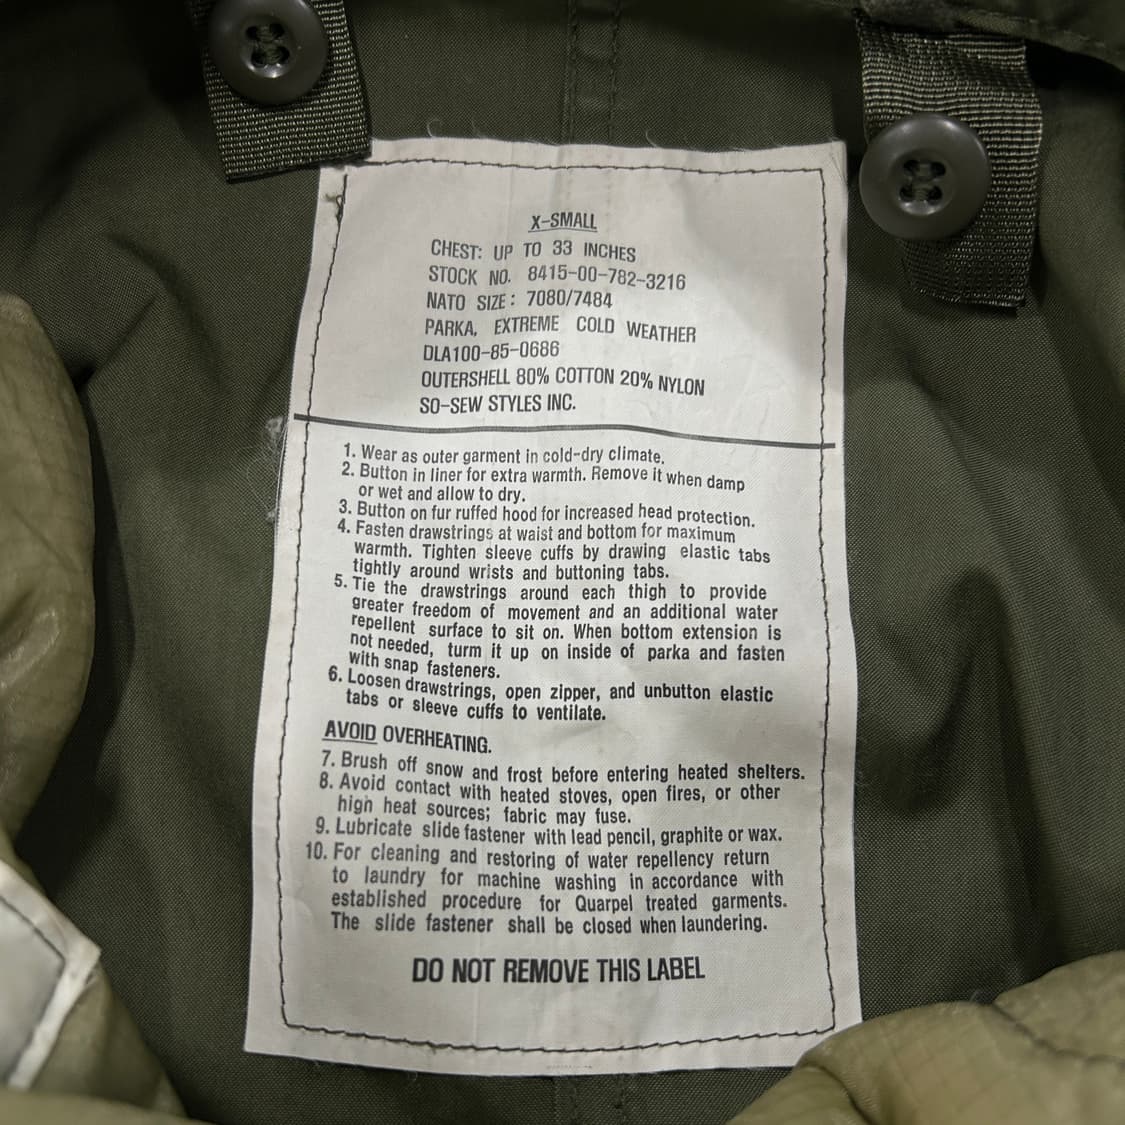 X-SMALL
CHEST: UP TO 33 INCHES
STOCK NO. 8415-00-782-3216
NATO SIZE: 7080/7484
PARKA, EXTREME COLD WEATHER
DLA100-85-0686
OUTERSHELL 80% COTTON 20% NYLON
SO-SEW STYLES INC.
1. Wear as outer garment in cold-dry climate.
2. Button in liner for extra warmth. Remove it when damp
or wet and allow to dry.
3. Button on fur ruffed hood for increased head protection.
4. Fasten drawstrings at waist and bottom for maximum
warmth. Tighten sleeve cuffs by drawing elastic tabs
tightly around wrists and buttoning tabs.
5. Tie the drawstrings around each thigh to provide
greater freedom of movement and an additional water
repellent surface to sit on. When bottom extension is
not needed, turm it up on inside of parka and fasten
with snap fasteners.
6. Loosen drawstrings, open zipper, and unbutton elastic
tabs or sleeve cuffs to ventilate.
AVOID OVERHEATING.
7. Brush off snow and frost before entering heated shelters.
8. Avoid contact with heated stoves, open fires, or other
high heat sources; fabric may fuse.
9. Lubricate slide fastener with lead pencil, graphite or wax.
10. For cleaning and restoring of water repellency return
to laundry for machine washing in accordance with
established procedure for Quarpel treated garments.
The slide fastener shall be closed when laundering.
DO NOT REMOVE THIS LABEL